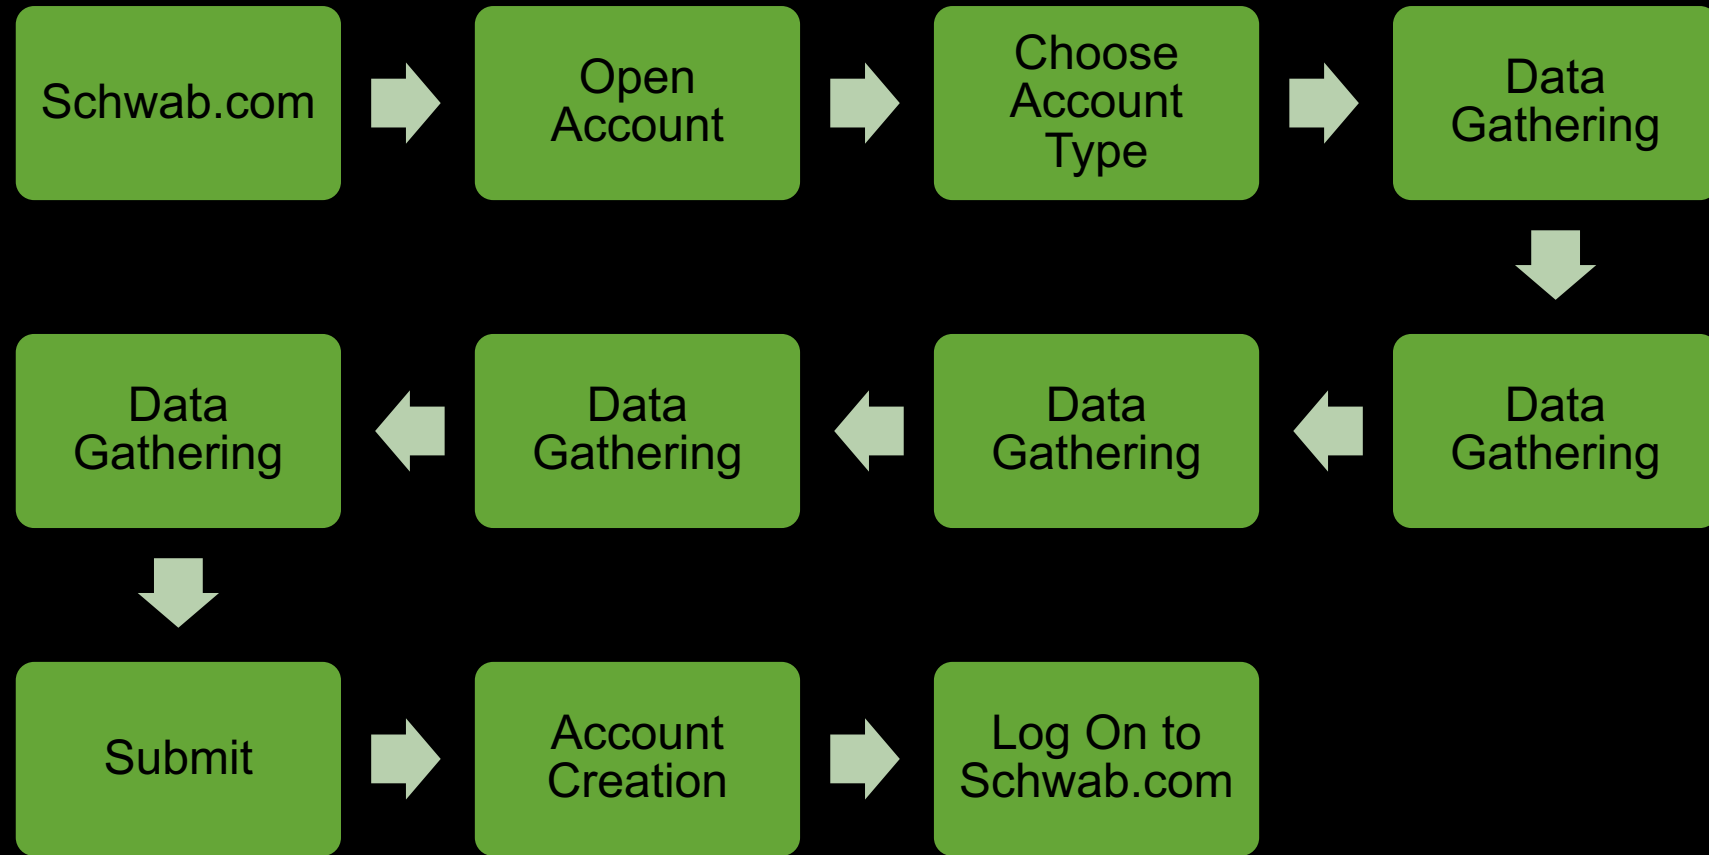 Schwab.com
Open
Account
Choose
Account
Type
Data
Gathering
Data
Gathering
Data
Gathering
Data
Gathering
Data
Gathering
Submit
Account
Creation
Log On to
Schwab.com